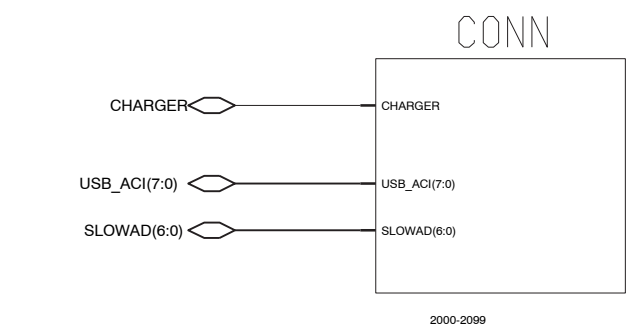 CONN
CHARGER CHARGER
USB_ACI(7:0) USB_ACI(7:0)
SLOWAD(6:0) SLOWAD(6:0)
2000-2099